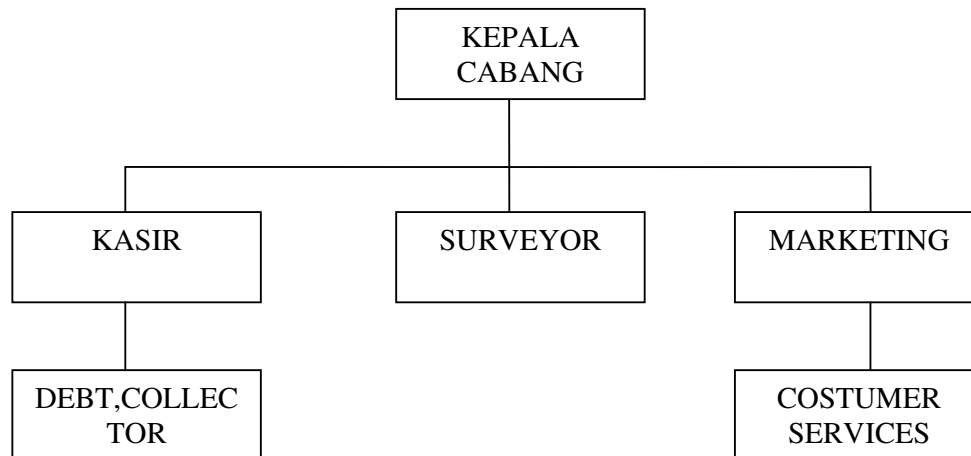 KEPALA
CABANG
KASIR
SURVEYOR
MARKETING
DEBT,COLLEC
TOR
COSTUMER
SERVICES